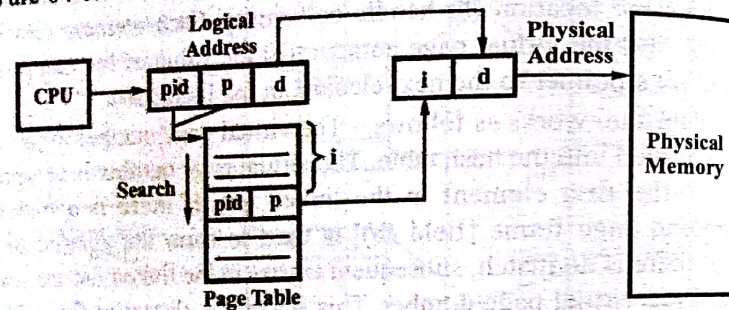 Logical
Address
Physical
Address
CPU
pid p d
i d
Physical
Memory
Search
i
pid p
Page Table